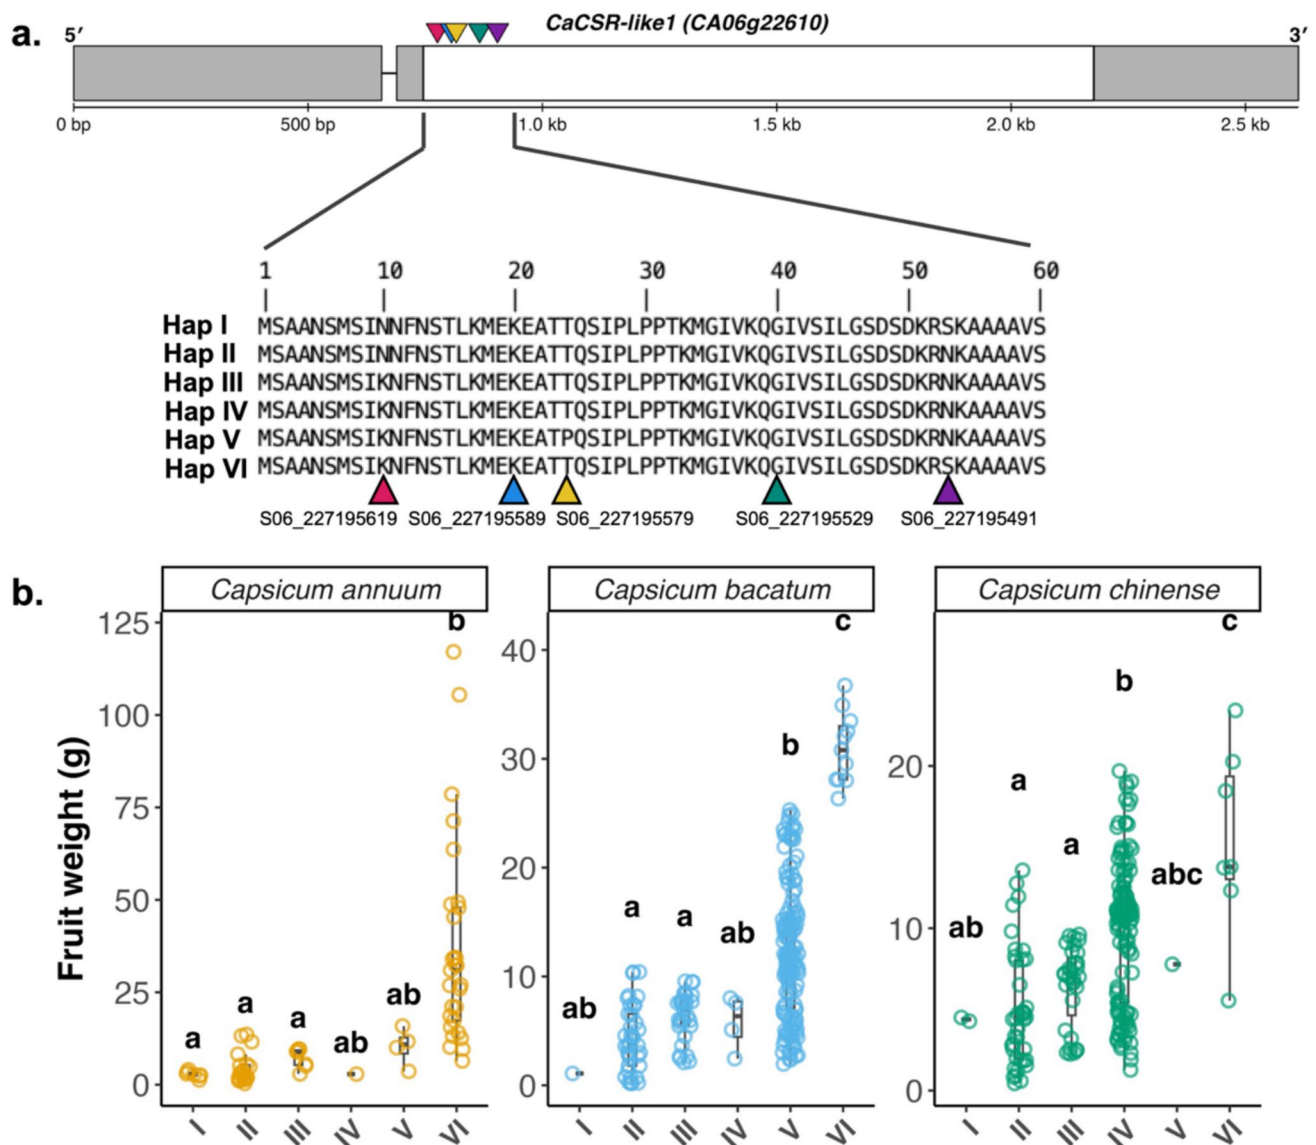 a.
CaCSR-like1 (CA06g22610)
5′ 3′
0 bp 500 bp 1.0 kb 1.5 kb 2.0 kb 2.5 kb
1 10 20 30 40 50 60
Hap I MSAANSMSINNFNSTLKMEKEATTQSIPLPPTKMGIVKQGIVSILGSDSDKRSKAAAAVS
Hap II MSAANSMSINNFNSTLKMEKEATTQSIPLPPTKMGIVKQGIVSILGSDSDKRNKAAAAVS
Hap III MSAANSMSIKNFNSTLKMEKEATTQSIPLPPTKMGIVKQGIVSILGSDSDKRNKAAAAVS
Hap IV MSAANSMSIKNFNSTLKMEKEATTQSIPLPPTKMGIVKQGIVSILGSDSDKRNKAAAAVS
Hap V MSAANSMSIKNFNSTLKMEKEATPQSIPLPPTKMGIVKQGIVSILGSDSDKRNKAAAAVS
Hap VI MSAANSMSIKNFNSTLKMEKEATTQSIPLPPTKMGIVKQGIVSILGSDSDKRSKAAAAVS
S06_227195619 S06_227195589 S06_227195579 S06_227195529 S06_227195491
b.
Fruit weight (g)
Capsicum annuum
125
100
75
50
25
0
a a a ab ab b
I II III IV V VI
Capsicum bacatum
40
30
20
10
0
ab a a ab b c
I II III IV V VI
Capsicum chinense
20
10
0
ab a a b abc c
I II III IV V VI